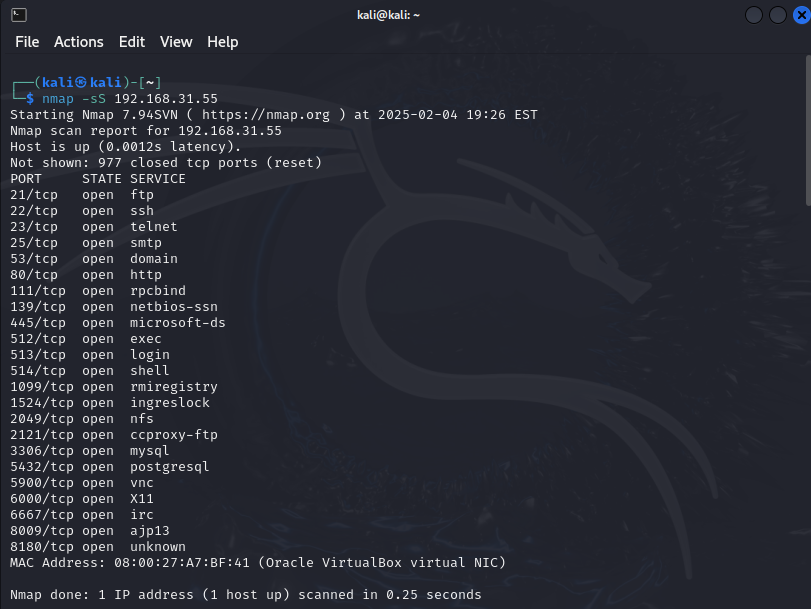 kali@kali: ~
File Actions Edit View Help
┌──(kali㉿kali)-[~]
└─$ nmap -sS 192.168.31.55
Starting Nmap 7.94SVN ( https://nmap.org ) at 2025-02-04 19:26 EST
Nmap scan report for 192.168.31.55
Host is up (0.0012s latency).
Not shown: 977 closed tcp ports (reset)
PORT     STATE SERVICE
21/tcp   open  ftp
22/tcp   open  ssh
23/tcp   open  telnet
25/tcp   open  smtp
53/tcp   open  domain
80/tcp   open  http
111/tcp  open  rpcbind
139/tcp  open  netbios-ssn
445/tcp  open  microsoft-ds
512/tcp  open  exec
513/tcp  open  login
514/tcp  open  shell
1099/tcp open  rmiregistry
1524/tcp open  ingreslock
2049/tcp open  nfs
2121/tcp open  ccproxy-ftp
3306/tcp open  mysql
5432/tcp open  postgresql
5900/tcp open  vnc
6000/tcp open  X11
6667/tcp open  irc
8009/tcp open  ajp13
8180/tcp open  unknown
MAC Address: 08:00:27:A7:BF:41 (Oracle VirtualBox virtual NIC)
Nmap done: 1 IP address (1 host up) scanned in 0.25 seconds